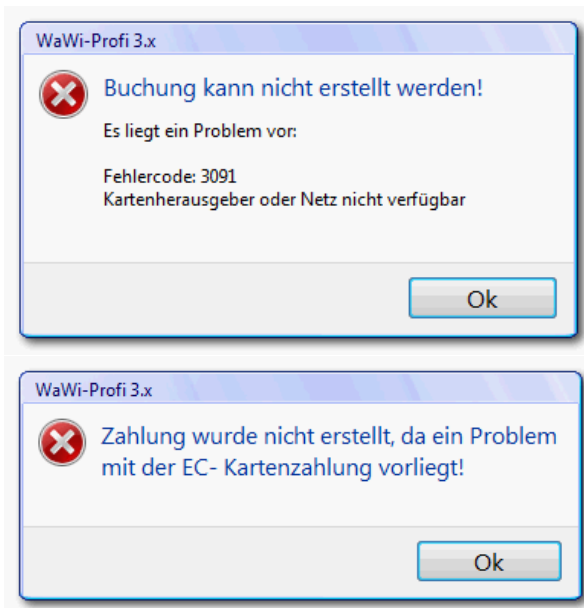 WaWi-Profi 3.x
Buchung kann nicht erstellt werden!
Es liegt ein Problem vor:
Fehlercode: 3091
Kartenherausgeber oder Netz nicht verfügbar
Ok
WaWi-Profi 3.x
Zahlung wurde nicht erstellt, da ein Problem
mit der EC- Kartenzahlung vorliegt!
Ok